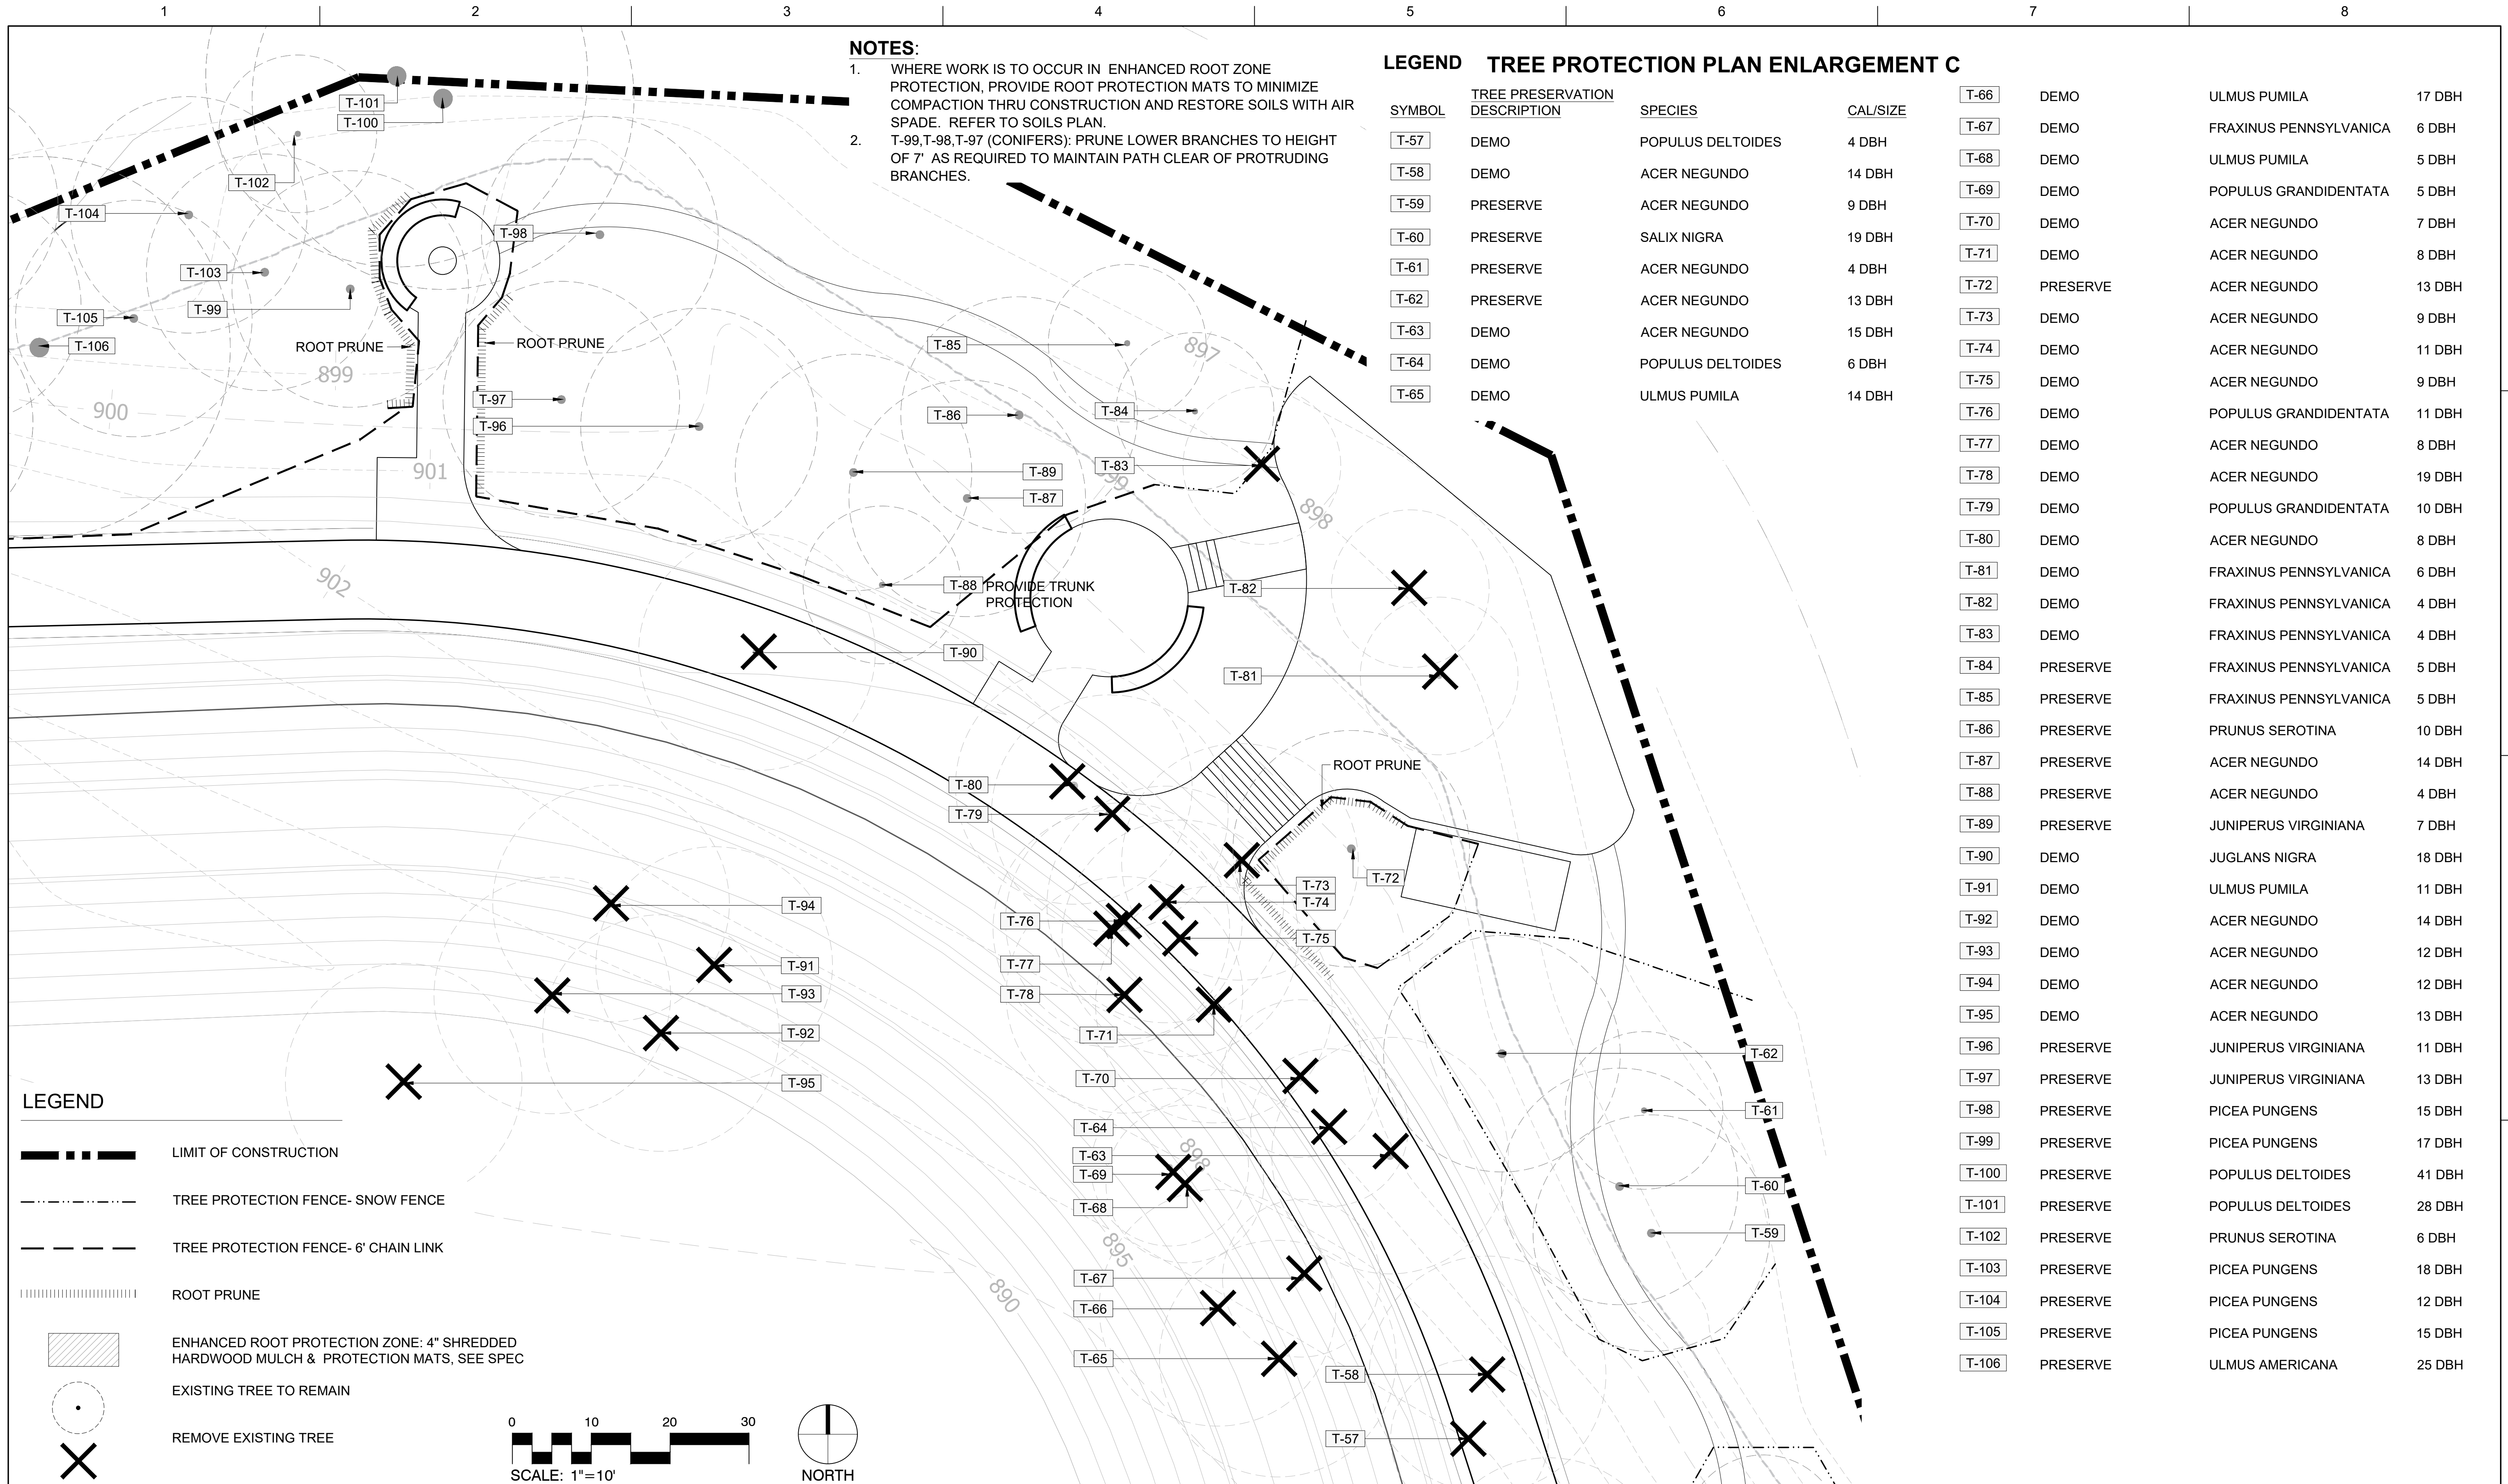 1 2 3 4 5 6 7 8
NOTES:
1. WHERE WORK IS TO OCCUR IN ENHANCED ROOT ZONE
PROTECTION, PROVIDE ROOT PROTECTION MATS TO MINIMIZE
COMPACTION THRU CONSTRUCTION AND RESTORE SOILS WITH AIR
SPADE. REFER TO SOILS PLAN.
2. T-99,T-98,T-97 (CONIFERS): PRUNE LOWER BRANCHES TO HEIGHT
OF 7' AS REQUIRED TO MAINTAIN PATH CLEAR OF PROTRUDING
BRANCHES.
LEGEND TREE PROTECTION PLAN ENLARGEMENT C
TREE PRESERVATION
SYMBOL DESCRIPTION SPECIES CAL/SIZE
T-57 DEMO POPULUS DELTOIDES 4 DBH
T-58 DEMO ACER NEGUNDO 14 DBH
T-59 PRESERVE ACER NEGUNDO 9 DBH
T-60 PRESERVE SALIX NIGRA 19 DBH
T-61 PRESERVE ACER NEGUNDO 4 DBH
T-62 PRESERVE ACER NEGUNDO 13 DBH
T-63 DEMO ACER NEGUNDO 15 DBH
T-64 DEMO POPULUS DELTOIDES 6 DBH
T-65 DEMO ULMUS PUMILA 14 DBH
T-66 DEMO ULMUS PUMILA 17 DBH
T-67 DEMO FRAXINUS PENNSYLVANICA 6 DBH
T-68 DEMO ULMUS PUMILA 5 DBH
T-69 DEMO POPULUS GRANDIDENTATA 5 DBH
T-70 DEMO ACER NEGUNDO 7 DBH
T-71 DEMO ACER NEGUNDO 8 DBH
T-72 PRESERVE ACER NEGUNDO 13 DBH
T-73 DEMO ACER NEGUNDO 9 DBH
T-74 DEMO ACER NEGUNDO 11 DBH
T-75 DEMO ACER NEGUNDO 9 DBH
T-76 DEMO POPULUS GRANDIDENTATA 11 DBH
T-77 DEMO ACER NEGUNDO 8 DBH
T-78 DEMO ACER NEGUNDO 19 DBH
T-79 DEMO POPULUS GRANDIDENTATA 10 DBH
T-80 DEMO ACER NEGUNDO 8 DBH
T-81 DEMO FRAXINUS PENNSYLVANICA 6 DBH
T-82 DEMO FRAXINUS PENNSYLVANICA 4 DBH
T-83 DEMO FRAXINUS PENNSYLVANICA 4 DBH
T-84 PRESERVE FRAXINUS PENNSYLVANICA 5 DBH
T-85 PRESERVE FRAXINUS PENNSYLVANICA 5 DBH
T-86 PRESERVE PRUNUS SEROTINA 10 DBH
T-87 PRESERVE ACER NEGUNDO 14 DBH
T-88 PRESERVE ACER NEGUNDO 4 DBH
T-89 PRESERVE JUNIPERUS VIRGINIANA 7 DBH
T-90 DEMO JUGLANS NIGRA 18 DBH
T-91 DEMO ULMUS PUMILA 11 DBH
T-92 DEMO ACER NEGUNDO 14 DBH
T-93 DEMO ACER NEGUNDO 12 DBH
T-94 DEMO ACER NEGUNDO 12 DBH
T-95 DEMO ACER NEGUNDO 13 DBH
T-96 PRESERVE JUNIPERUS VIRGINIANA 11 DBH
T-97 PRESERVE JUNIPERUS VIRGINIANA 13 DBH
T-98 PRESERVE PICEA PUNGENS 15 DBH
T-99 PRESERVE PICEA PUNGENS 17 DBH
T-100 PRESERVE POPULUS DELTOIDES 41 DBH
T-101 PRESERVE POPULUS DELTOIDES 28 DBH
T-102 PRESERVE PRUNUS SEROTINA 6 DBH
T-103 PRESERVE PICEA PUNGENS 18 DBH
T-104 PRESERVE PICEA PUNGENS 12 DBH
T-105 PRESERVE PICEA PUNGENS 15 DBH
T-106 PRESERVE ULMUS AMERICANA 25 DBH
T-101
T-100
T-102
T-104
T-98
T-103
T-99
T-105
T-106
ROOT PRUNE
ROOT PRUNE
899
900
901
902
T-97
T-96
T-85
897
T-86
T-84
T-83
T-89
899
T-87
898
T-88
PROVIDE TRUNK
PROTECTION
T-82
T-90
T-81
ROOT PRUNE
T-80
T-79
T-72
T-73
T-74
T-94
T-76
T-75
T-91
T-77
T-93
T-78
T-92
T-71
T-62
T-70
T-95
T-61
T-64
T-63
898
T-69
T-60
T-68
T-59
895
T-67
890
T-66
T-65
T-58
T-57
LEGEND
LIMIT OF CONSTRUCTION
TREE PROTECTION FENCE- SNOW FENCE
TREE PROTECTION FENCE- 6' CHAIN LINK
ROOT PRUNE
ENHANCED ROOT PROTECTION ZONE: 4" SHREDDED
HARDWOOD MULCH & PROTECTION MATS, SEE SPEC
EXISTING TREE TO REMAIN
REMOVE EXISTING TREE
0 10 20 30
SCALE: 1"=10'
NORTH